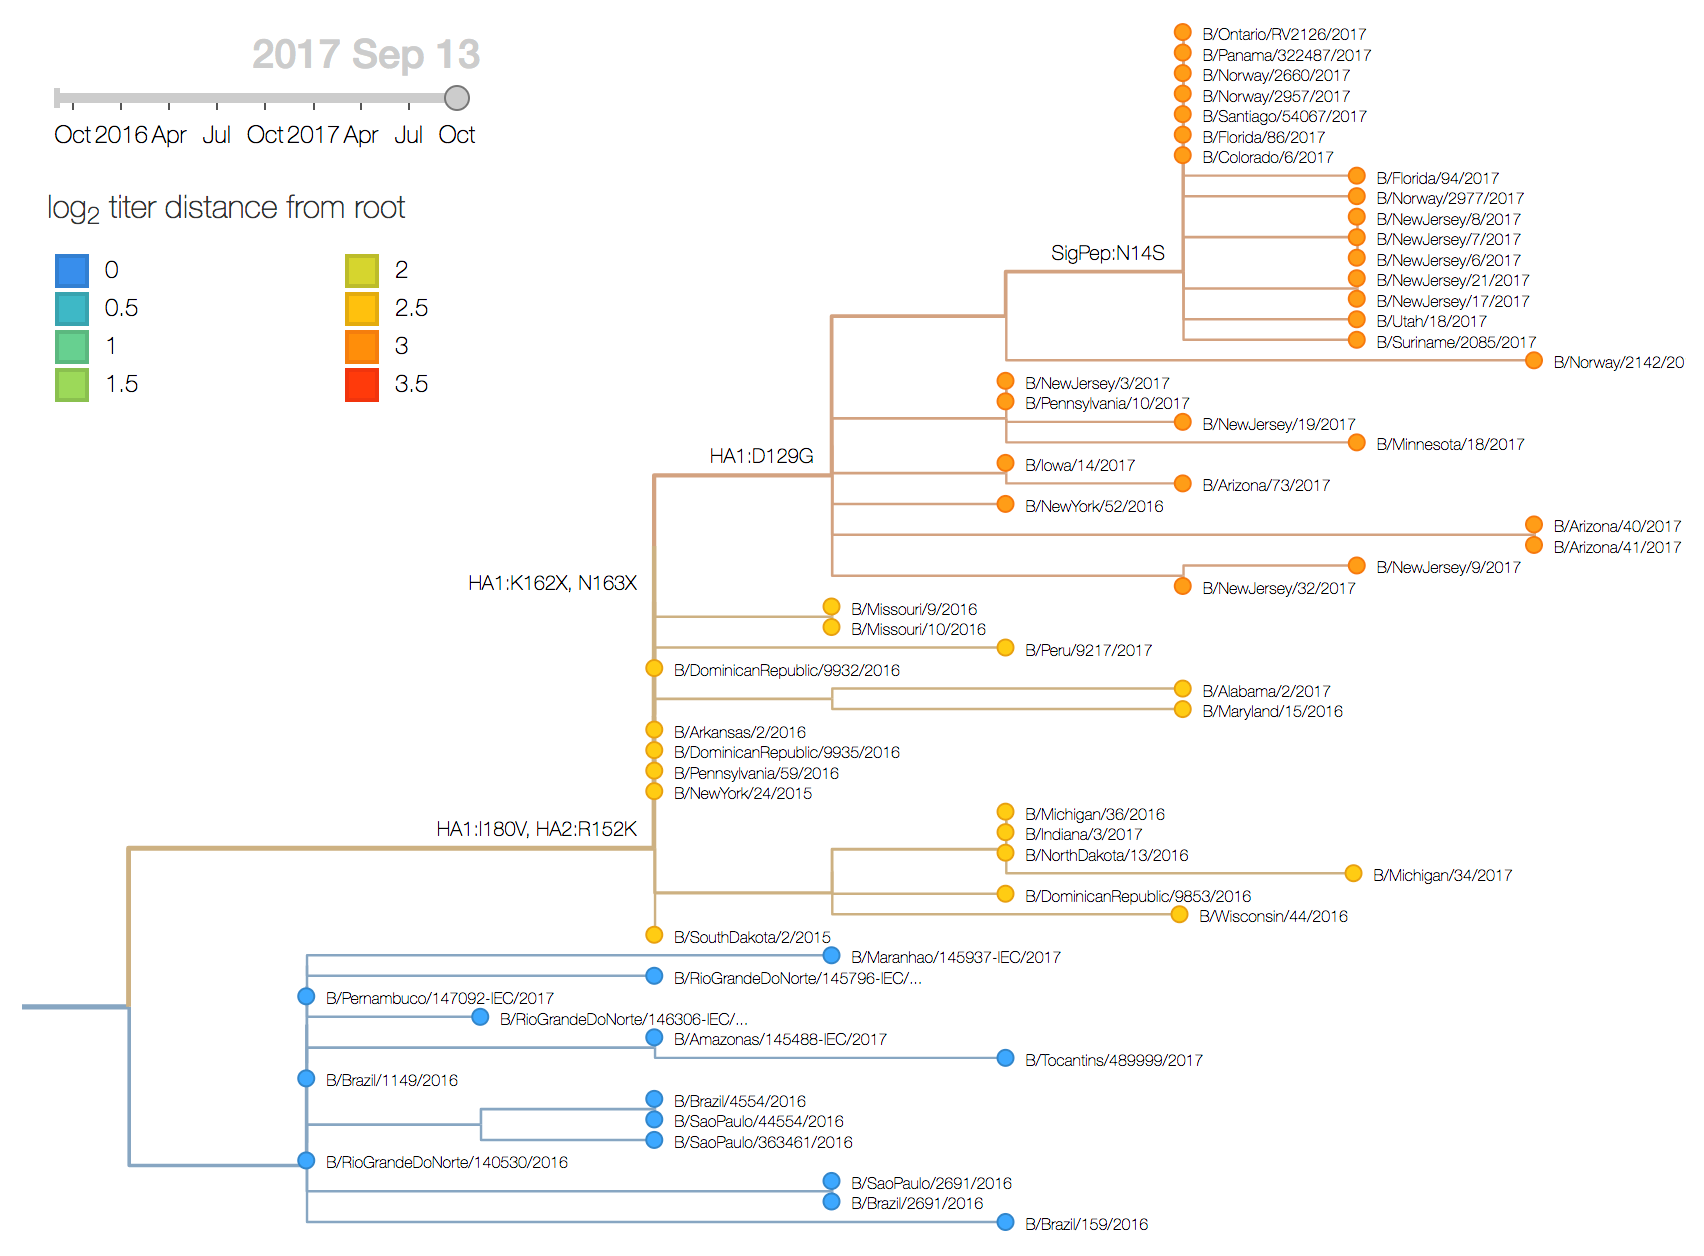 2017 Sep 13
Oct 2016 Apr Jul Oct 2017 Apr Jul Oct
log2 titer distance from root
0
0.5
1
1.5
2
2.5
3
3.5
B/Ontario/RV2126/2017
B/Panama/322487/2017
B/Norway/2660/2017
B/Norway/2957/2017
B/Santiago/54067/2017
B/Florida/86/2017
B/Colorado/6/2017
B/Florida/94/2017
B/Norway/2977/2017
B/NewJersey/8/2017
B/NewJersey/7/2017
SigPep:N14S
B/NewJersey/6/2017
B/NewJersey/21/2017
B/NewJersey/17/2017
B/Utah/18/2017
B/Suriname/2085/2017
B/Norway/2142/20
B/NewJersey/3/2017
B/Pennsylvania/10/2017
B/NewJersey/19/2017
B/Minnesota/18/2017
HA1:D129G
B/Iowa/14/2017
B/Arizona/73/2017
B/NewYork/52/2016
B/Arizona/40/2017
B/Arizona/41/2017
B/NewJersey/9/2017
HA1:K162X, N163X
B/NewJersey/32/2017
B/Missouri/9/2016
B/Missouri/10/2016
B/Peru/9217/2017
B/DominicanRepublic/9932/2016
B/Alabama/2/2017
B/Maryland/15/2016
B/Arkansas/2/2016
B/DominicanRepublic/9935/2016
B/Pennsylvania/59/2016
B/NewYork/24/2015
B/Michigan/36/2016
HA1:I180V, HA2:R152K
B/Indiana/3/2017
B/NorthDakota/13/2016
B/Michigan/34/2017
B/DominicanRepublic/9853/2016
B/Wisconsin/44/2016
B/SouthDakota/2/2015
B/Maranhao/145937-IEC/2017
B/RioGrandeDoNorte/145796-IEC/...
B/Pernambuco/147092-IEC/2017
B/RioGrandeDoNorte/146306-IEC/...
B/Amazonas/145488-IEC/2017
B/Tocantins/489999/2017
B/Brazil/1149/2016
B/Brazil/4554/2016
B/SaoPaulo/44554/2016
B/SaoPaulo/363461/2016
B/RioGrandeDoNorte/140530/2016
B/SaoPaulo/2691/2016
B/Brazil/2691/2016
B/Brazil/159/2016